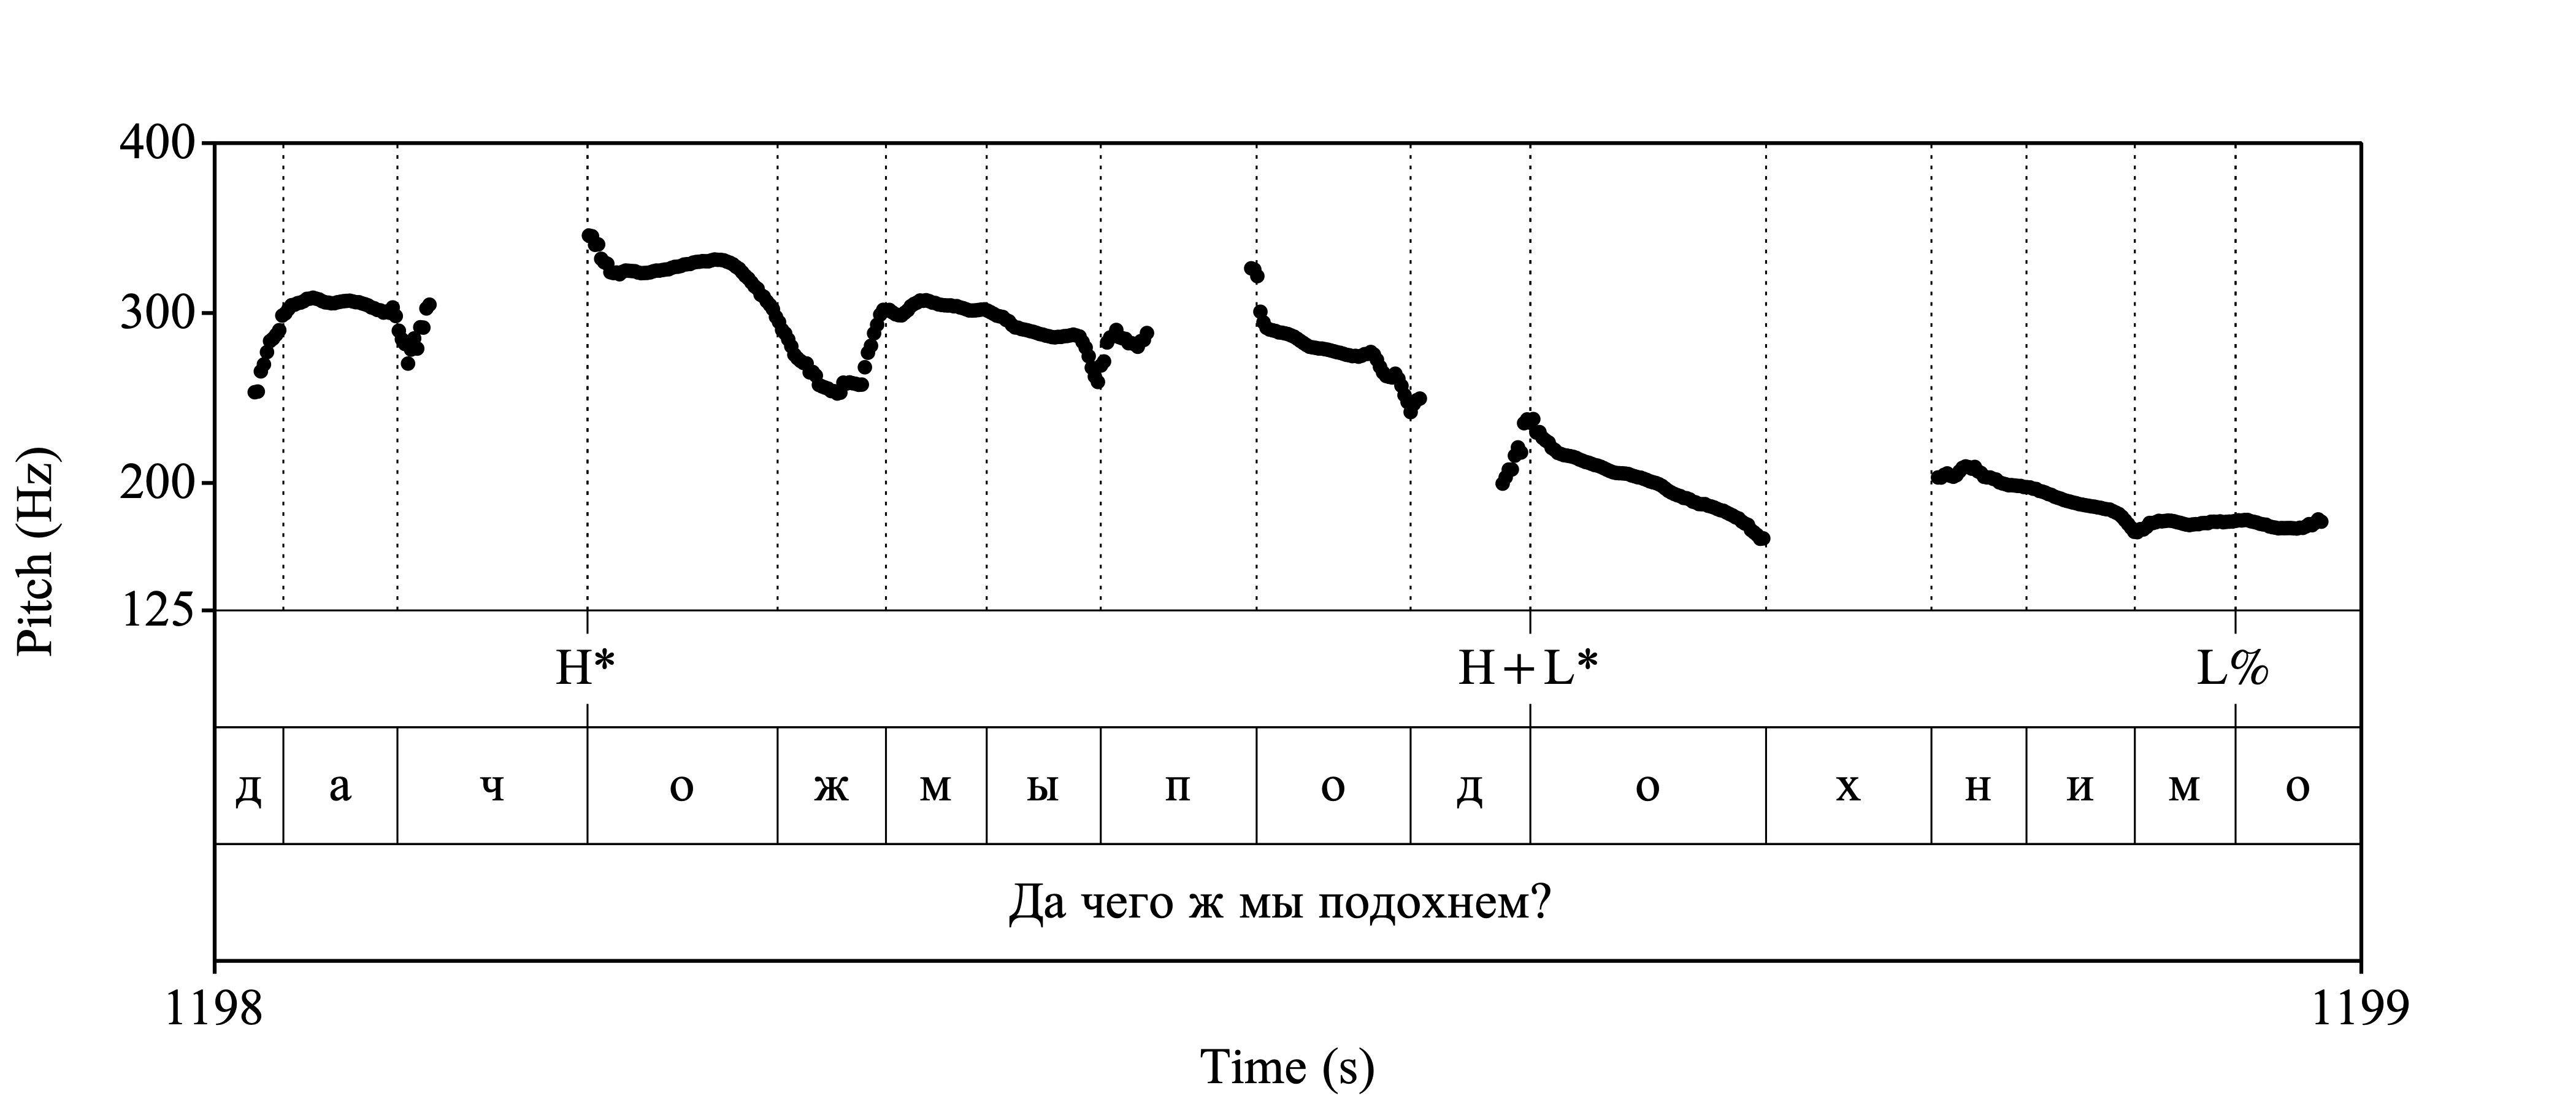 400
300
200
125
Pitch (Hz)
H* H+L* L%
д а ч о ж м ы п о д о х н и м о
Да чего ж мы подохнем?
1198 1199
Time (s)